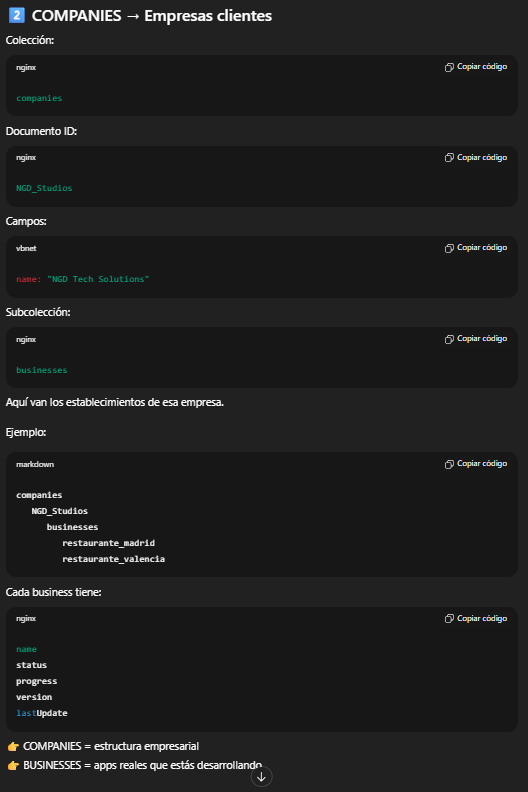 2 COMPANIES → Empresas clientes
Colección:
nginx Copiar código
companies
Documento ID:
nginx Copiar código
NGD_Studios
Campos:
vbnet Copiar código
name: "NGD Tech Solutions"
Subcolección:
nginx Copiar código
businesses
Aquí van los establecimientos de esa empresa.
Ejemplo:
markdown Copiar código
companies
NGD_Studios
businesses
restaurante_madrid
restaurante_valencia
Cada business tiene:
nginx Copiar código
name
status
progress
version
lastUpdate
👉 COMPANIES = estructura empresarial
👉 BUSINESSES = apps reales que estás desarrollando